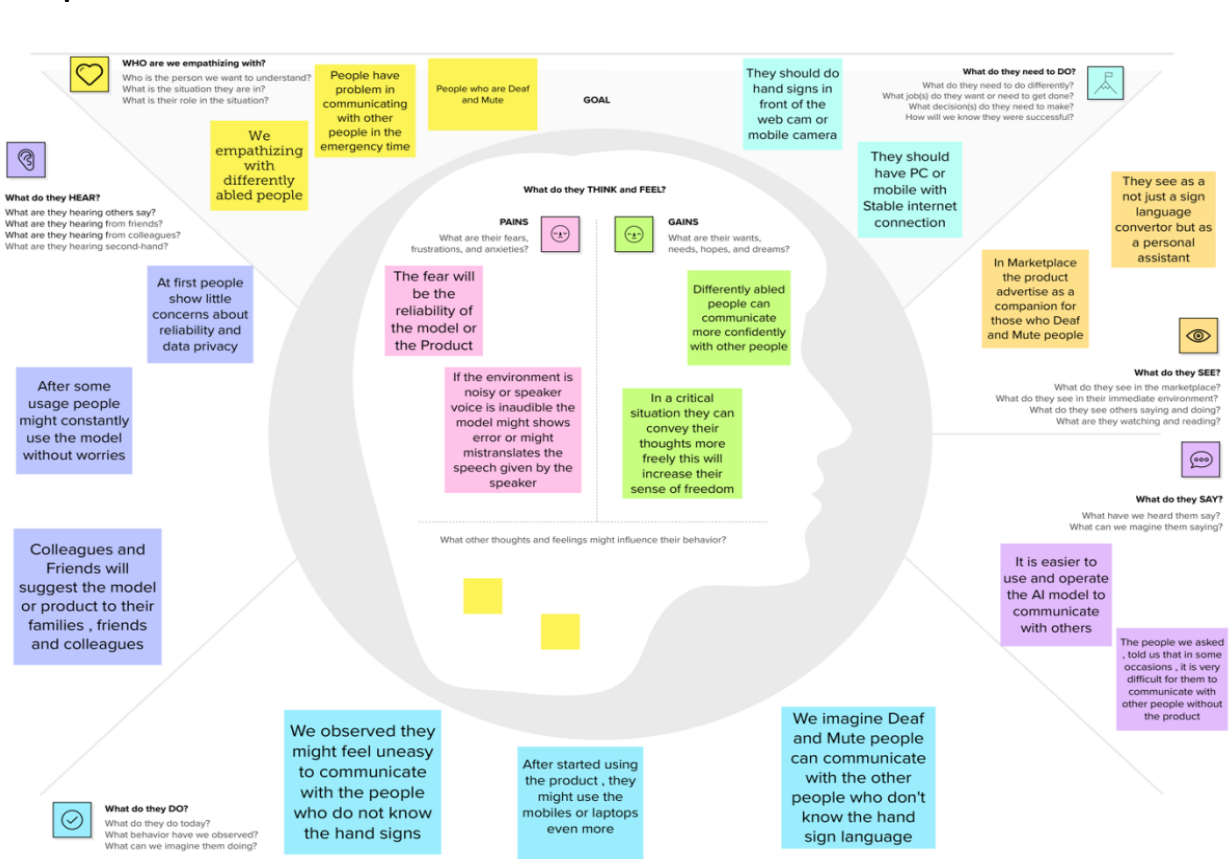 WHO are we empathizing with?
Who is the person we want to understand?
What is the situation they are in?
What is their role in the situation?
We
empathizing
with
differently
abled people
People have
problem in
communicating
with other
people in the
emergency time
People who are Deaf
and Mute
GOAL
They should do
hand signs in
front of the
web cam or
mobile camera
They should
have PC or
mobile with
Stable internet
connection
What do they need to DO?
What do they need to do differently?
What job(s) do they want or need to get done?
What decision(s) do they need to make?
How will we know they were successful?
What do they HEAR?
What are they hearing others say?
What are they hearing from friends?
What are they hearing from colleagues?
What are they hearing second-hand?
At first people
show little
concerns about
reliability and
data privacy
After some
usage people
might constantly
use the model
without worries
Colleagues and
Friends will
suggest the model
or product to their
families , friends
and colleagues
What do they THINK and FEEL?
PAINS
What are their fears,
frustrations, and anxieties?
The fear will
be the
reliability of
the model or
the Product
If the environment is
noisy or speaker
voice is inaudible the
model might shows
error or might
mistranslates the
speech given by the
speaker
GAINS
What are their wants,
needs, hopes, and dreams?
Differently abled
people can
communicate
more confidently
with other people
In a critical
situation they can
convey their
thoughts more
freely this will
increase their
sense of freedom
What other thoughts and feelings might influence their behavior?
They see as a
not just a sign
language
convertor but as
a personal
assistant
In Marketplace
the product
advertise as a
companion for
those who Deaf
and Mute people
What do they SEE?
What do they see in the marketplace?
What do they see in their immediate environment?
What do they see others saying and doing?
What are they watching and reading?
What do they SAY?
What have we heard them say?
What can we magine them saying?
It is easier to
use and operate
the AI model to
communicate
with others
The people we asked
, told us that in some
occasions , it is very
difficult for them to
communicate with
other people without
the product
What do they DO?
What do they do today?
What behavior have we observed?
What can we imagine them doing?
We observed they
might feel uneasy
to communicate
with the people
who do not know
the hand signs
After started using
the product , they
might use the
mobiles or laptops
even more
We imagine Deaf
and Mute people
can communicate
with the other
people who don't
know the hand
sign language